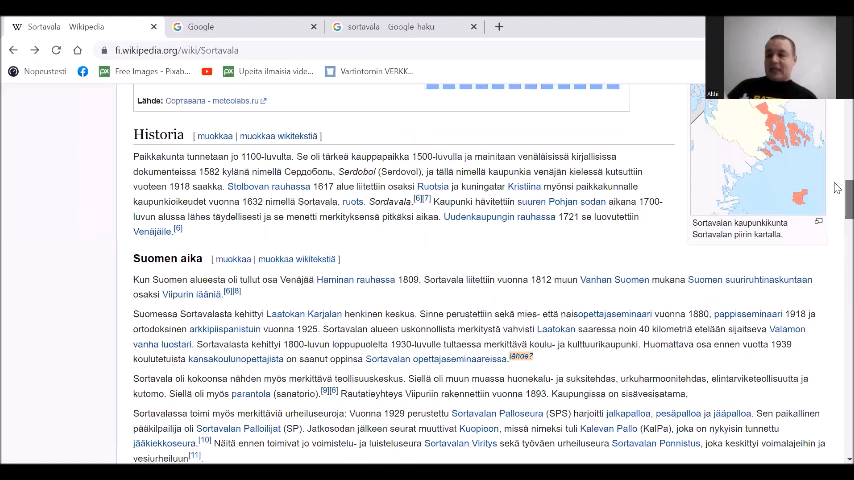 Sortavala Wikipedia
Google
sortavala Google-haku
fi.wikipedia.org/wiki/Sortavala
Nopeustesti
Free Images - Pixab...
Upeita ilmaisia video...
Vartiotornin VERKK...
Ahti
Lähde: Сортавала - meteolabs.ru
Historia [ muokkaa | muokkaa wikitekstiä ]
Paikkakunta tunnetaan jo 1100-luvulta. Se oli tärkeä kauppapaikka 1500-luvulla ja mainitaan venäläisissä kirjallisissa
dokumenteissa 1582 kylänä nimellä Сердоболь, Serdobol (Serdovol), ja tällä nimellä kaupunkia venäjän kielessä kutsuttiin
vuoteen 1918 saakka. Stolbovan rauhassa 1617 alue liitettiin osaksi Ruotsia ja kuningatar Kristiina myönsi paikkakunnalle
kaupunkioikeudet vuonna 1632 nimellä Sortavala, ruots. Sordavala.[6][7] Kaupunki hävitettiin suuren Pohjan sodan aikana 1700-
luvun alussa lähes täydellisesti ja se menetti merkityksensä pitkäksi aikaa. Uudenkaupungin rauhassa 1721 se luovutettiin
Venäjälle.[6]
Sortavalan kaupunkikunta
Sortavalan piirin kartalla.
Suomen aika [ muokkaa | muokkaa wikitekstiä ]
Kun Suomen alueesta oli tullut osa Venäjää Haminan rauhassa 1809. Sortavala liitettiin vuonna 1812 muun Vanhan Suomen mukana Suomen suuriruhtinaskuntaan
osaksi Viipurin lääniä.[6][8]
Suomessa Sortavalasta kehittyi Laatokan Karjalan henkinen keskus. Sinne perustettiin sekä mies- että naisopettajaseminaari vuonna 1880, pappisseminaari 1918 ja
ortodoksinen arkkipiispanistuin vuonna 1925. Sortavalan alueen uskonnollista merkitystä vahvisti Laatokan saaressa noin 40 kilometriä etelään sijaitseva Valamon
vanha luostari. Sortavalasta kehittyi 1800-luvun loppupuolelta 1930-luvulle tultaessa merkittävä koulu- ja kulttuurikaupunki. Huomattava osa ennen vuotta 1939
koulutetuista kansakoulunopettajista on saanut oppinsa Sortavalan opettajaseminaareissa.lähde?
Sortavala oli kokoonsa nähden myös merkittävä teollisuuskeskus. Siellä oli muun muassa huonekalu- ja suksitehdas, urkuharmoonitehdas, elintarviketeollisuutta ja
kutomo. Siellä oli myös parantola (sanatorio).[9][8] Rautatieyhteys Viipuriin rakennettiin vuonna 1893. Kaupungissa on sisävesisatama.
Sortavalassa toimi myös merkittäviä urheiluseuroja: Vuonna 1929 perustettu Sortavalan Palloseura (SPS) harjoitti jalkapalloa, pesäpalloa ja jääpalloa. Sen paikallinen
pääkilpailija oli Sortavalan Palloilijat (SP). Jatkosodan jälkeen seurat muuttivat Kuopioon, missä nimeksi tuli Kalevan Pallo (KalPa), joka on nykyisin tunnettu
jääkiekkoseura.[10] Näitä ennen toimivat jo voimistelu- ja luisteluseura Sortavalan Viritys sekä työväen urheiluseura Sortavalan Ponnistus, joka keskittyi voimalajeihin ja
vesiurheiluun[11].